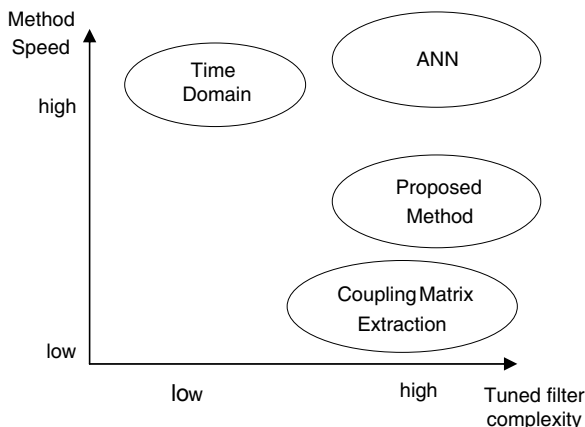 Method
Speed
Time
Domain
ANN
high
Proposed
Method
Coupling Matrix
Extraction
low
low
high
Tuned filter
complexity